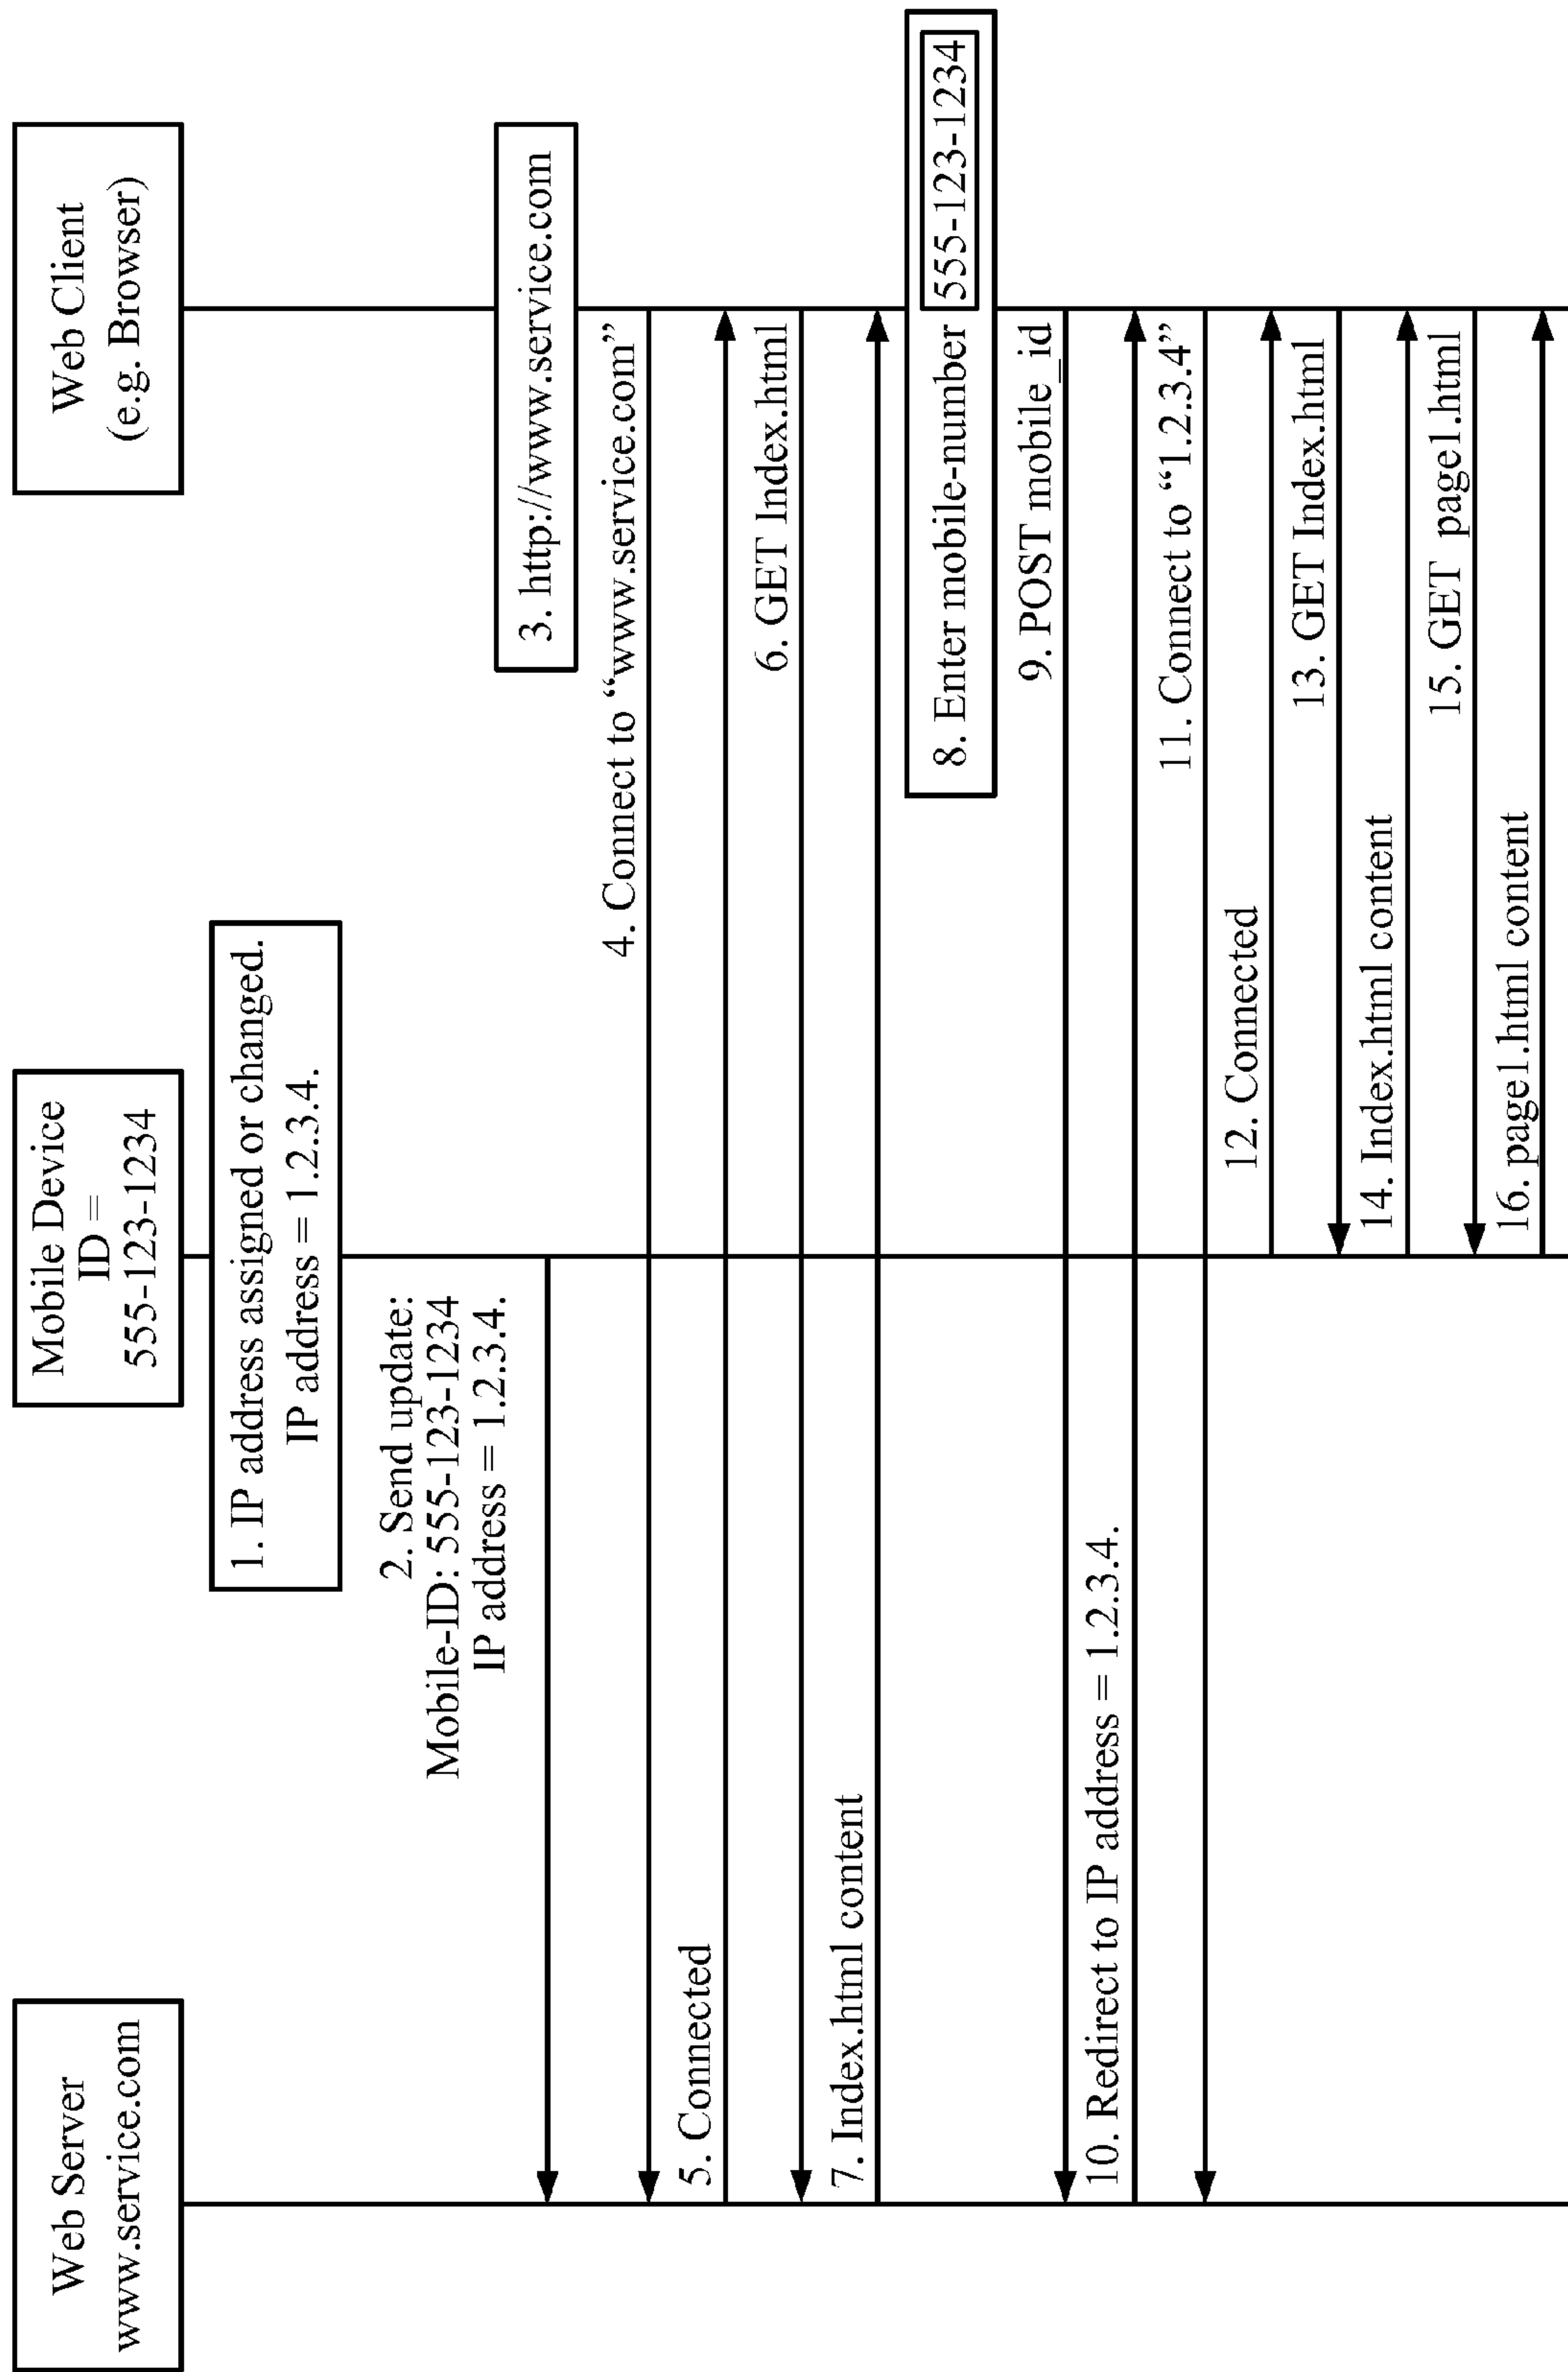 Web Server
www.service.com
Mobile Device
ID =
555-123-1234
Web Client
(e.g. Browser)
1. IP address assigned or changed.
IP address = 1.2.3.4.
2. Send update:
Mobile-ID: 555-123-1234
IP address = 1.2.3.4.
3. http://www.service.com
4. Connect to “www.service.com”
5. Connected
6. GET Index.html
7. Index.html content
8. Enter mobile-number 555-123-1234
9. POST mobile_id
10. Redirect to IP address = 1.2.3.4.
11. Connect to “1.2.3.4”
12. Connected
13. GET Index.html
14. Index.html content
15. GET page1.html
16. page1.html content